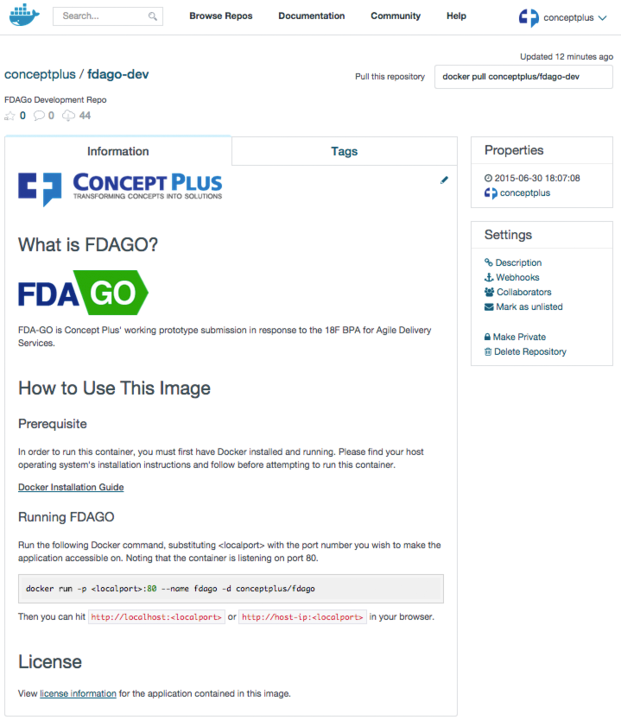 Search...
Browse Repos
Documentation
Community
Help
conceptplus
Updated 12 minutes ago
conceptplus / fdago-dev
Pull this repository
docker pull conceptplus/fdago-dev
FDAGo Development Repo
0 0 44
Information
Tags
CONCEPT PLUS
TRANSFORMING CONCEPTS INTO SOLUTIONS
What is FDAGO?
FDA GO
FDA-GO is Concept Plus' working prototype submission in response to the 18F BPA for Agile Delivery
Services.
How to Use This Image
Prerequisite
In order to run this container, you must first have Docker installed and running. Please find your host
operating system's installation instructions and follow before attempting to run this container.
Docker Installation Guide
Running FDAGO
Run the following Docker command, substituting <localport> with the port number you wish to make the
application accessible on. Noting that the container is listening on port 80.
docker run -p <localport>:80 --name fdago -d conceptplus/fdago
Then you can hit http://localhost:<localport> or http://host-ip:<localport> in your browser.
License
View license information for the application contained in this image.
Properties
2015-06-30 18:07:08
conceptplus
Settings
Description
Webhooks
Collaborators
Mark as unlisted
Make Private
Delete Repository